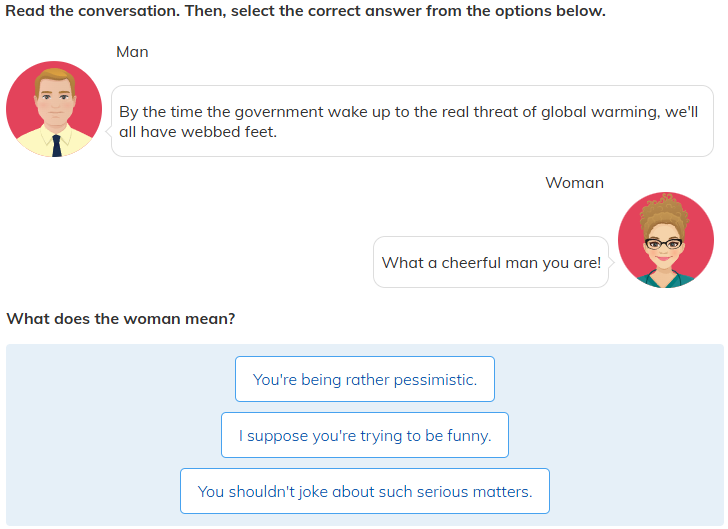 Read the conversation. Then, select the correct answer from the options below.
Man
By the time the government wake up to the real threat of global warming, we'll
all have webbed feet.
Woman
What a cheerful man you are!
What does the woman mean?
You're being rather pessimistic.
I suppose you're trying to be funny.
You shouldn't joke about such serious matters.